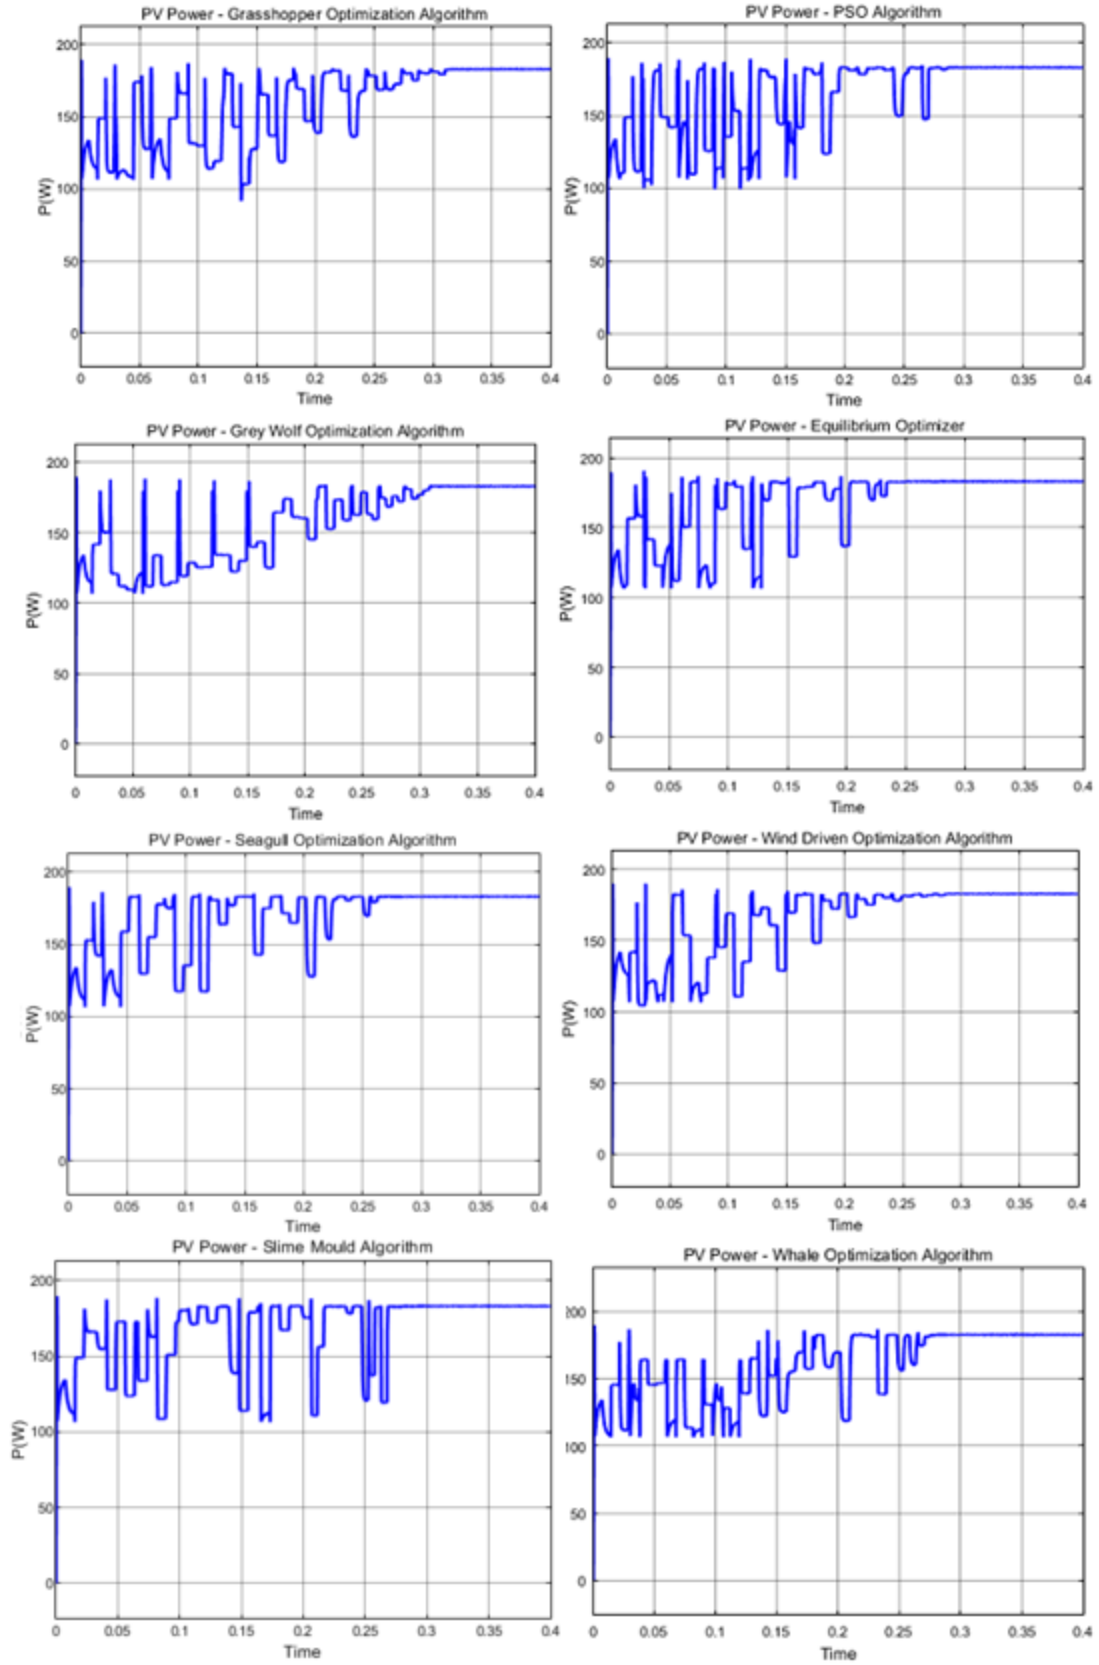 PV Power - Grasshopper Optimization Algorithm
200
150
100
50
0
P(W)
0 0.05 0.1 0.15 0.2 0.25 0.3 0.35 0.4
Time
PV Power - PSO Algorithm
200
150
100
50
0
P(W)
0 0.05 0.1 0.15 0.2 0.25 0.3 0.35 0.4
Time
PV Power - Grey Wolf Optimization Algorithm
200
150
100
50
0
P(W)
0 0.05 0.1 0.15 0.2 0.25 0.3 0.35 0.4
Time
PV Power - Equilibrium Optimizer
200
150
100
50
0
P(W)
0 0.05 0.1 0.15 0.2 0.25 0.3 0.35 0.4
Time
PV Power - Seagull Optimization Algorithm
200
150
100
50
0
P(W)
0 0.05 0.1 0.15 0.2 0.25 0.3 0.35 0.4
Time
PV Power - Wind Driven Optimization Algorithm
200
150
100
50
0
P(W)
0 0.05 0.1 0.15 0.2 0.25 0.3 0.35 0.4
Time
PV Power - Slime Mould Algorithm
200
150
100
50
0
P(W)
0 0.05 0.1 0.15 0.2 0.25 0.3 0.35 0.4
Time
PV Power - Whale Optimization Algorithm
200
150
100
50
0
P(W)
0 0.05 0.1 0.15 0.2 0.25 0.3 0.35 0.4
Time